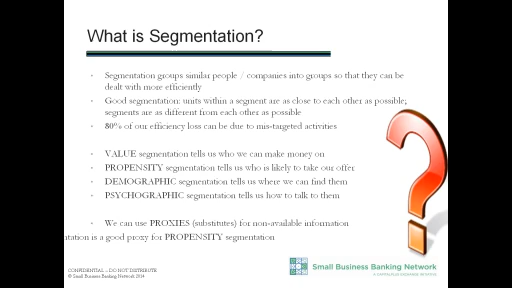 What is Segmentation?
Segmentation groups similar people / companies into groups so that they can be
dealt with more efficiently
Good segmentation: units within a segment are as close to each other as possible;
segments are as different from each other as possible
80% of our efficiency loss can be due to mis-targeted activities
VALUE segmentation tells us who we can make money on
PROPENSITY segmentation tells us who is likely to take our offer
DEMOGRAPHIC segmentation tells us where we can find them
PSYCHOGRAPHIC segmentation tells us how to talk to them
We can use PROXIES (substitutes) for non-available information
ntation is a good proxy for PROPENSITY segmentation
CONFIDENTIAL – DO NOT DISTRIBUTE
© Small Business Banking Network 2014
Small Business Banking Network